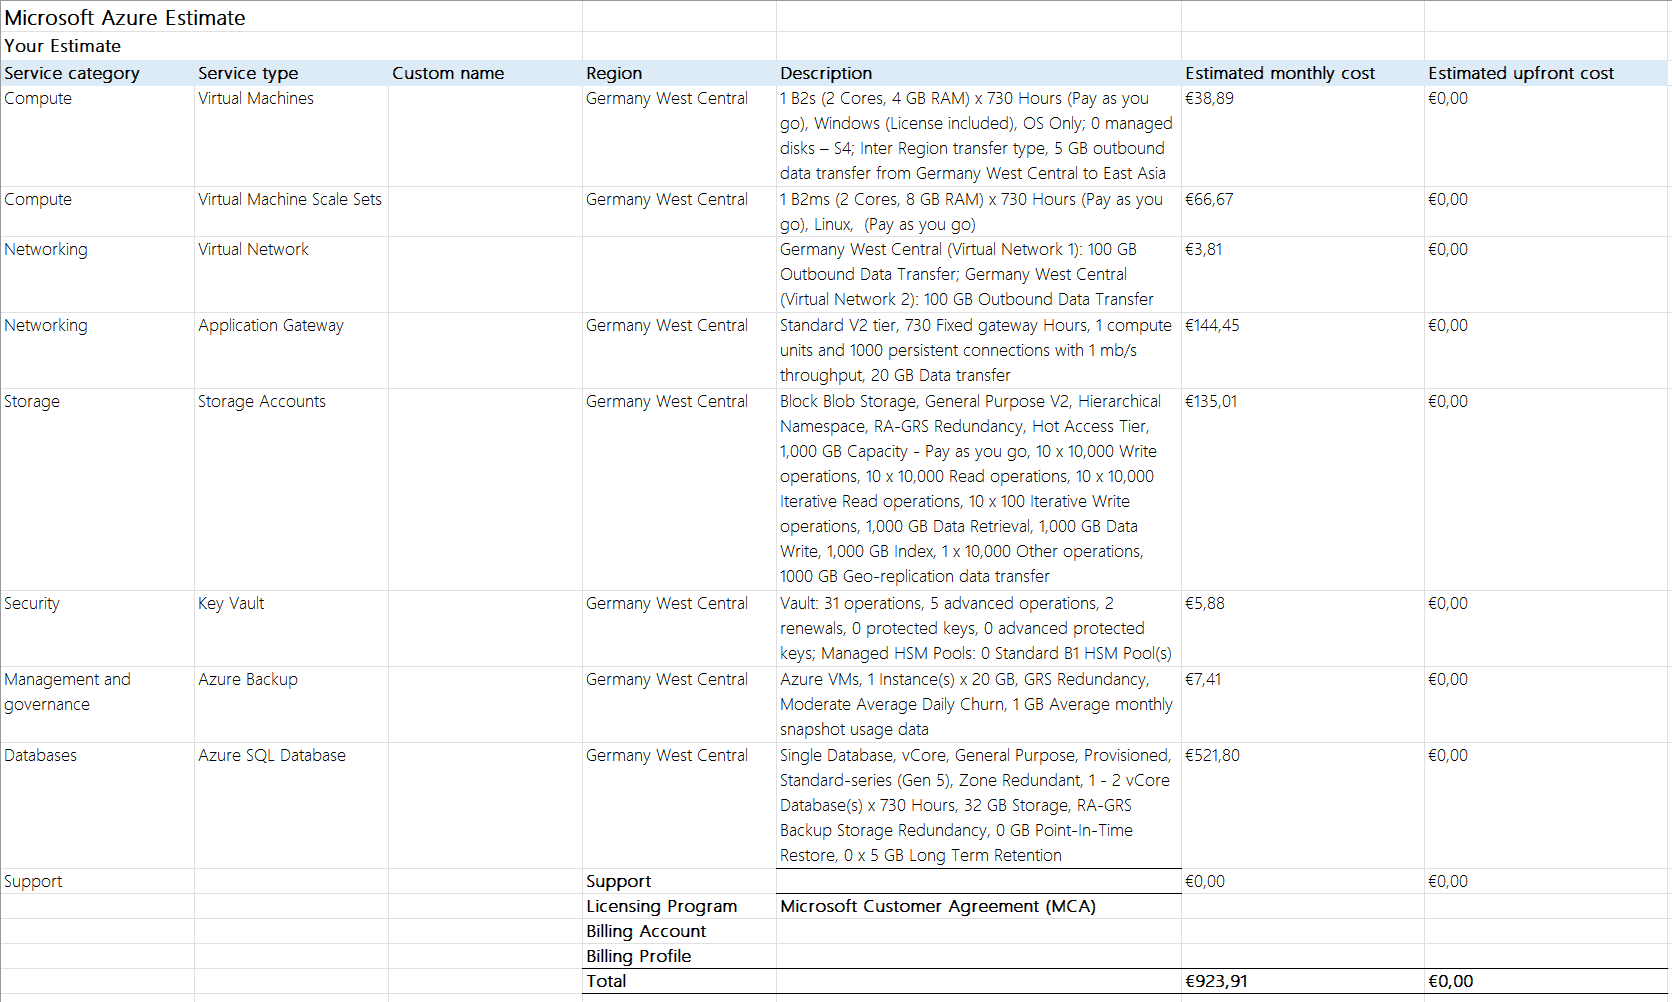 Microsoft Azure Estimate
Your Estimate
Service category Service type Custom name Region Description Estimated monthly cost Estimated upfront cost
Compute Virtual Machines Germany West Central 1 B2s (2 Cores, 4 GB RAM) x 730 Hours (Pay as you €38,89 €0,00
go), Windows (License included), OS Only; 0 managed
disks – S4; Inter Region transfer type, 5 GB outbound
data transfer from Germany West Central to East Asia
Compute Virtual Machine Scale Sets Germany West Central 1 B2ms (2 Cores, 8 GB RAM) x 730 Hours (Pay as you €66,67 €0,00
go), Linux,  (Pay as you go)
Networking Virtual Network Germany West Central (Virtual Network 1): 100 GB €3,81 €0,00
Outbound Data Transfer; Germany West Central
(Virtual Network 2): 100 GB Outbound Data Transfer
Networking Application Gateway Germany West Central Standard V2 tier, 730 Fixed gateway Hours, 1 compute €144,45 €0,00
units and 1000 persistent connections with 1 mb/s
throughput, 20 GB Data transfer
Storage Storage Accounts Germany West Central Block Blob Storage, General Purpose V2, Hierarchical €135,01 €0,00
Namespace, RA-GRS Redundancy, Hot Access Tier,
1,000 GB Capacity - Pay as you go, 10 x 10,000 Write
operations, 10 x 10,000 Read operations, 10 x 10,000
Iterative Read operations, 10 x 100 Iterative Write
operations, 1,000 GB Data Retrieval, 1,000 GB Data
Write, 1,000 GB Index, 1 x 10,000 Other operations,
1000 GB Geo-replication data transfer
Security Key Vault Germany West Central Vault: 31 operations, 5 advanced operations, 2 €5,88 €0,00
renewals, 0 protected keys, 0 advanced protected
keys; Managed HSM Pools: 0 Standard B1 HSM Pool(s)
Management and Azure Backup Germany West Central Azure VMs, 1 Instance(s) x 20 GB, GRS Redundancy, €7,41 €0,00
governance Moderate Average Daily Churn, 1 GB Average monthly
snapshot usage data
Databases Azure SQL Database Germany West Central Single Database, vCore, General Purpose, Provisioned, €521,80 €0,00
Standard-series (Gen 5), Zone Redundant, 1 - 2 vCore
Database(s) x 730 Hours, 32 GB Storage, RA-GRS
Backup Storage Redundancy, 0 GB Point-In-Time
Restore, 0 x 5 GB Long Term Retention
Support Support €0,00 €0,00
Licensing Program Microsoft Customer Agreement (MCA)
Billing Account
Billing Profile
Total €923,91 €0,00